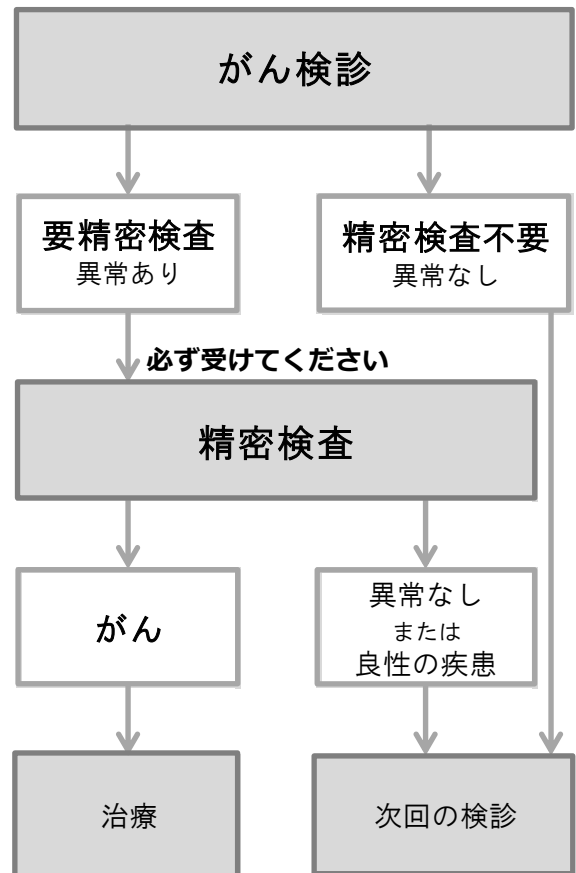 がん検診
要精密検査
異常あり
精密検査不要
異常なし
必ず受けてください
精密検査
がん
異常なし
または
良性の疾患
治療
次回の検診